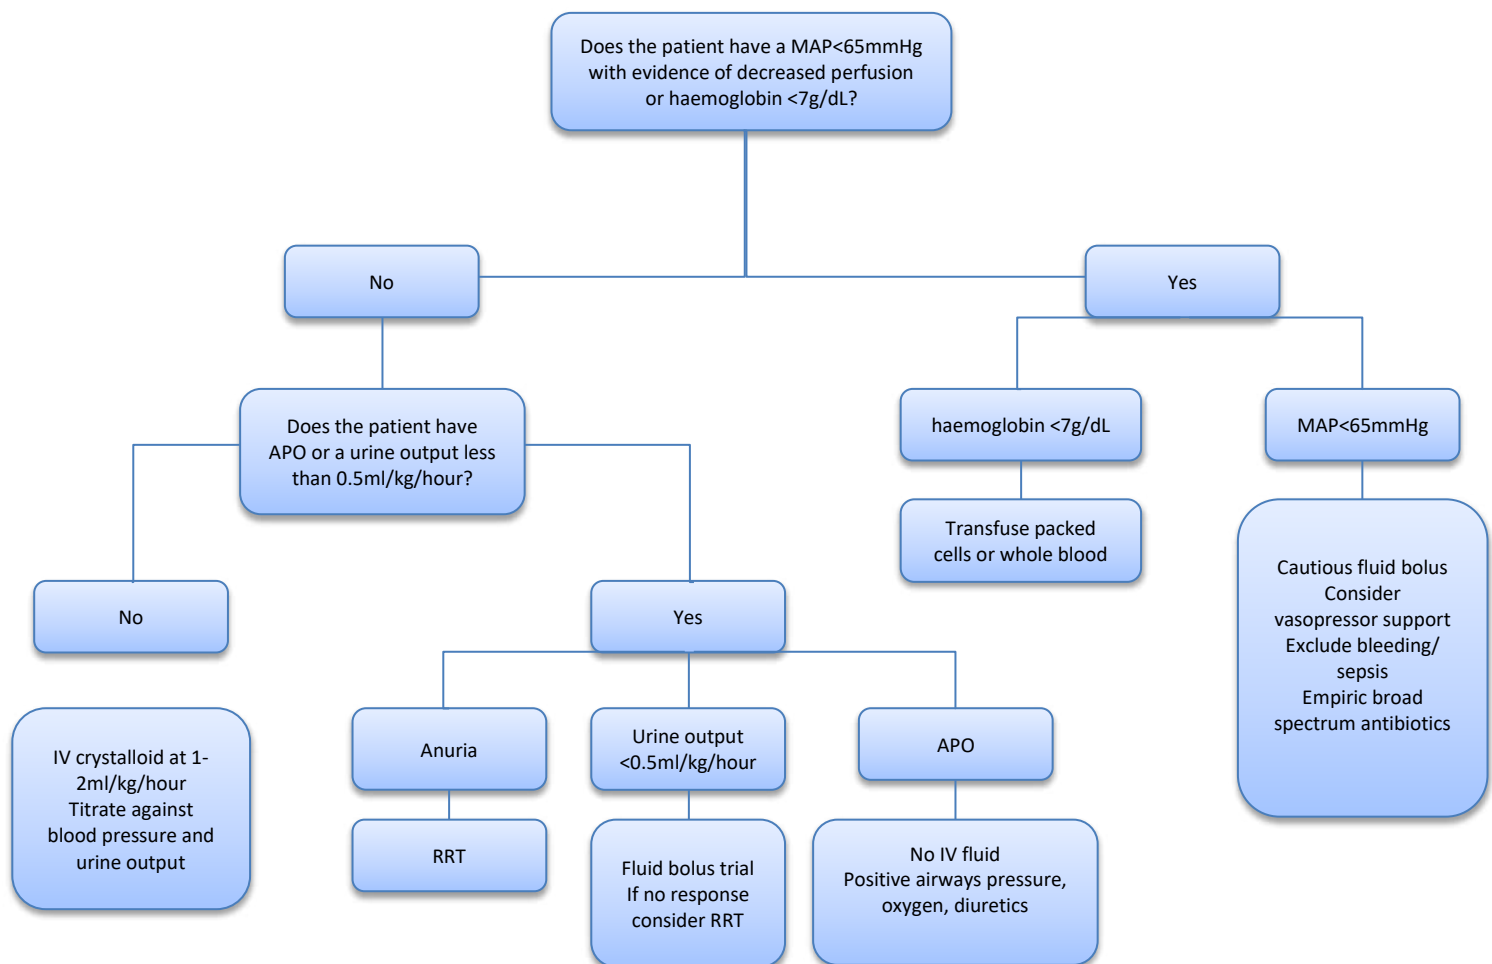 Does the patient have a MAP<65mmHg
with evidence of decreased perfusion
or haemoglobin <7g/dL?
No
Yes
Does the patient have
APO or a urine output less
than 0.5ml/kg/hour?
haemoglobin <7g/dL
MAP<65mmHg
Transfuse packed
cells or whole blood
Cautious fluid bolus
Consider
vasopressor support
Exclude bleeding/
sepsis
Empiric broad
spectrum antibiotics
No
Yes
IV crystalloid at 1-
2ml/kg/hour
Titrate against
blood pressure and
urine output
Anuria
Urine output
<0.5ml/kg/hour
APO
RRT
Fluid bolus trial
If no response
consider RRT
No IV fluid
Positive airways pressure,
oxygen, diuretics